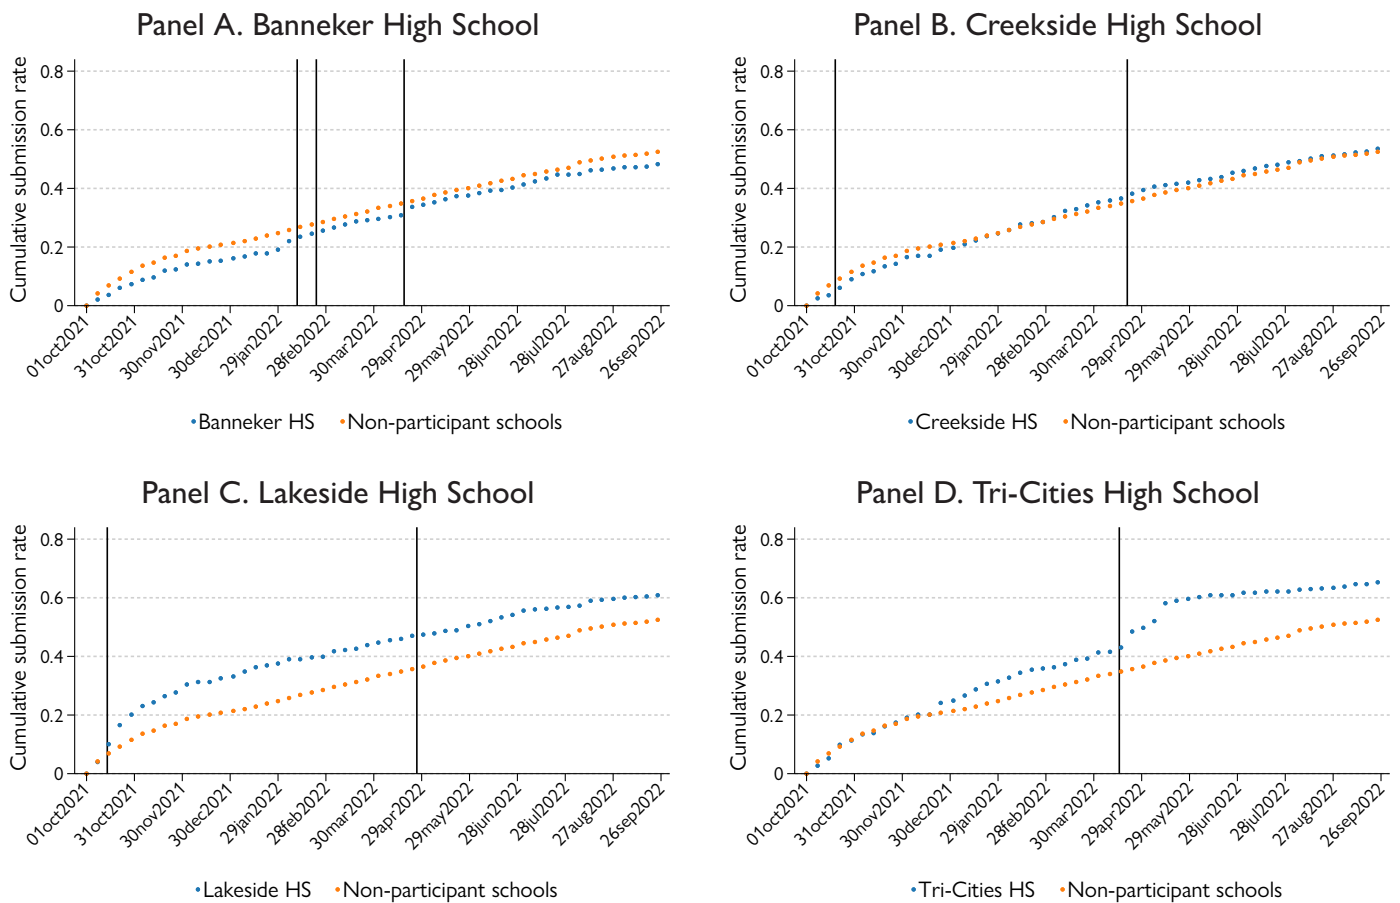 Panel A. Banneker High School
Cumulative submission rate
0.8
0.6
0.4
0.2
0
01oct2021
31oct2021
30nov2021
30dec2021
29jan2022
28feb2022
30mar2022
29apr2022
29may2022
28jun2022
28jul2022
27aug2022
26sep2022
Banneker HS
Non-participant schools
Panel B. Creekside High School
Cumulative submission rate
0.8
0.6
0.4
0.2
0
01oct2021
31oct2021
30nov2021
30dec2021
29jan2022
28feb2022
30mar2022
29apr2022
29may2022
28jun2022
28jul2022
27aug2022
26sep2022
Creekside HS
Non-participant schools
Panel C. Lakeside High School
Cumulative submission rate
0.8
0.6
0.4
0.2
0
01oct2021
31oct2021
30nov2021
30dec2021
29jan2022
28feb2022
30mar2022
29apr2022
29may2022
28jun2022
28jul2022
27aug2022
26sep2022
Lakeside HS
Non-participant schools
Panel D. Tri-Cities High School
Cumulative submission rate
0.8
0.6
0.4
0.2
0
01oct2021
31oct2021
30nov2021
30dec2021
29jan2022
28feb2022
30mar2022
29apr2022
29may2022
28jun2022
28jul2022
27aug2022
26sep2022
Tri-Cities HS
Non-participant schools